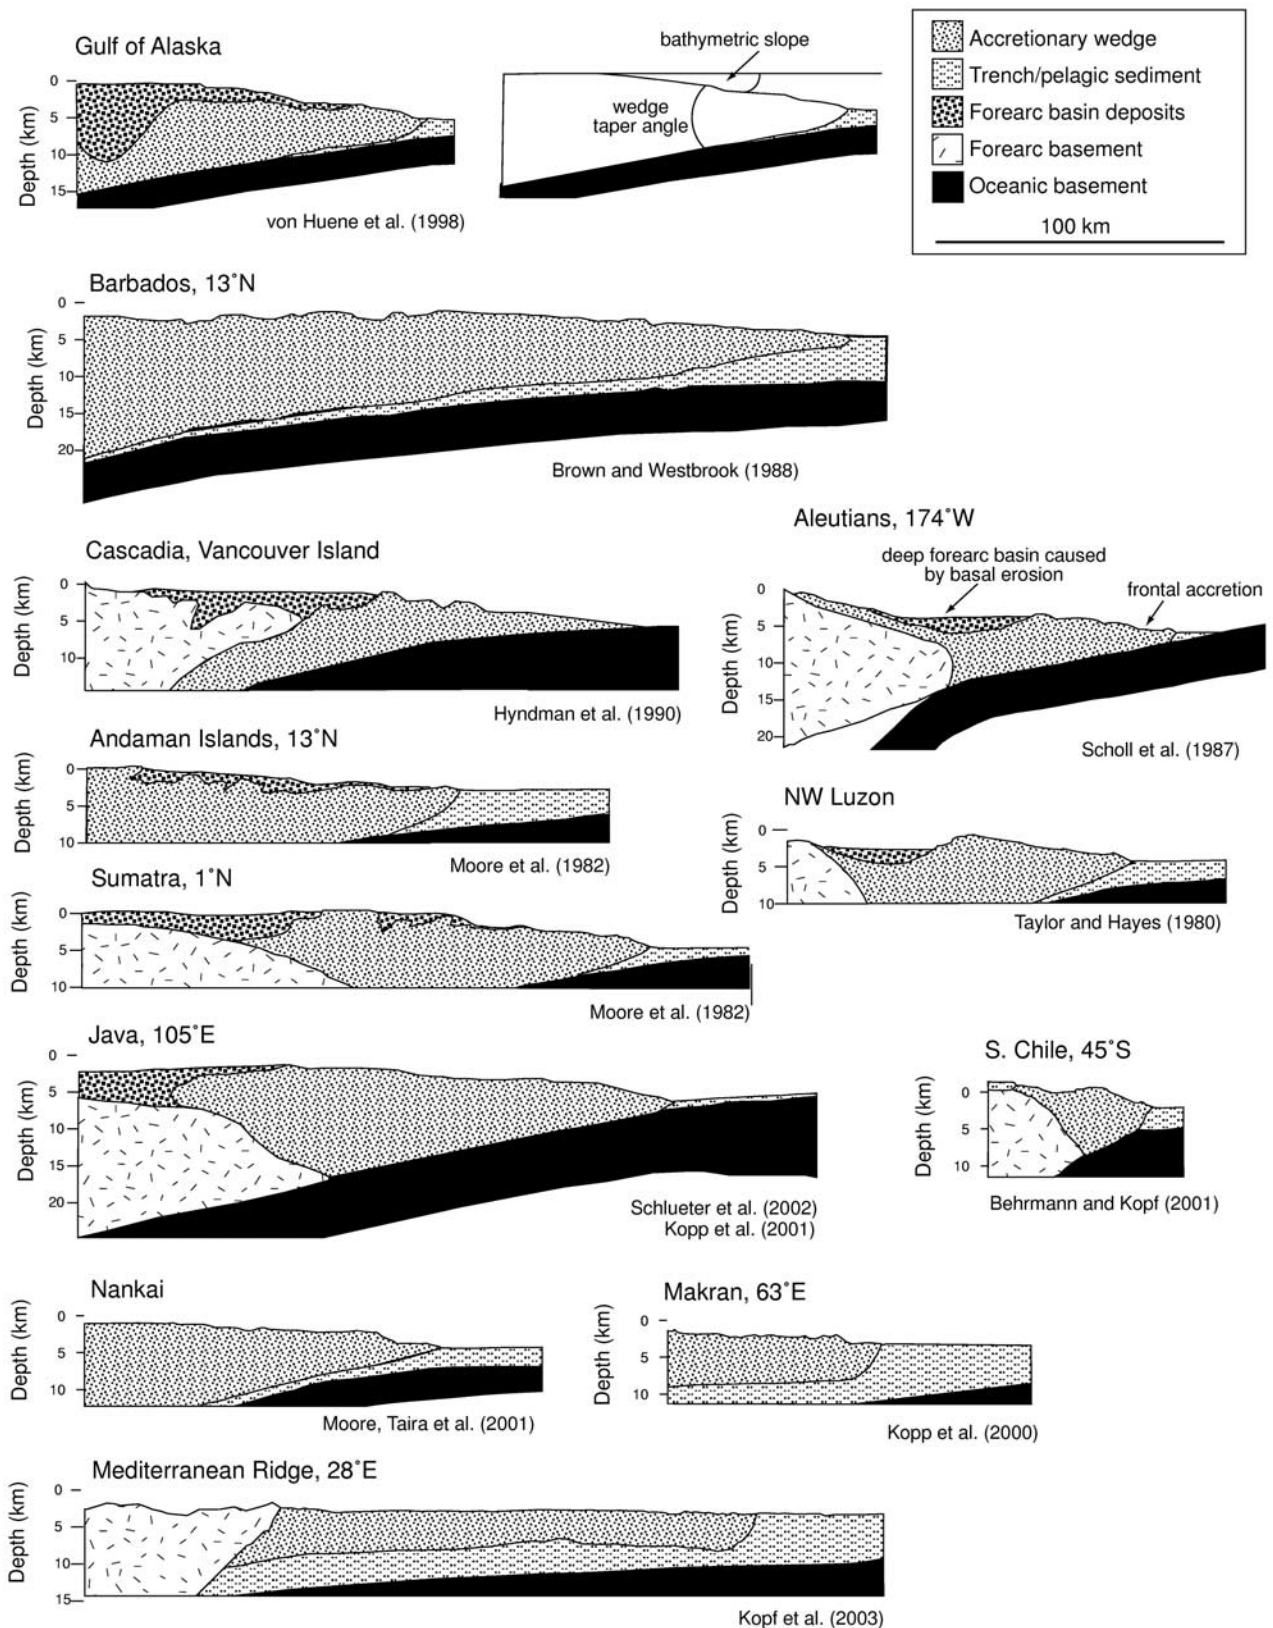 Gulf of Alaska
0
5
10
15
Depth (km)
von Huene et al. (1998)
bathymetric slope
wedge
taper angle
Accretionary wedge
Trench/pelagic sediment
Forearc basin deposits
Forearc basement
Oceanic basement
100 km
Barbados, 13˚N
0
5
10
15
20
Depth (km)
Brown and Westbrook (1988)
Cascadia, Vancouver Island
0
5
10
Depth (km)
Hyndman et al. (1990)
Aleutians, 174˚W
deep forearc basin caused
by basal erosion
frontal accretion
0
5
10
15
20
Depth (km)
Scholl et al. (1987)
Andaman Islands, 13˚N
0
5
10
Depth (km)
Moore et al. (1982)
NW Luzon
0
5
10
Depth (km)
Taylor and Hayes (1980)
Sumatra, 1˚N
0
5
10
Depth (km)
Moore et al. (1982)
Java, 105˚E
0
5
10
15
20
Depth (km)
Schlueter et al. (2002)
Kopp et al. (2001)
S. Chile, 45˚S
0
5
10
Depth (km)
Behrmann and Kopf (2001)
Nankai
0
5
10
Depth (km)
Moore, Taira et al. (2001)
Makran, 63˚E
0
5
10
Depth (km)
Kopp et al. (2000)
Mediterranean Ridge, 28˚E
0
5
10
15
Depth (km)
Kopf et al. (2003)